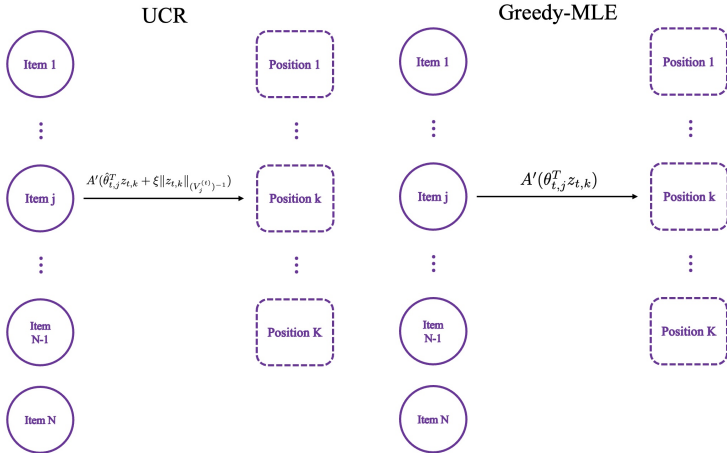 UCR
Item 1
Position 1
⋮
⋮
Item j
A′(θ̂ᵀ_{t,j} z_{t,k} + ξ‖z_{t,k}‖_{(V_j^{(t)})^{-1}})
Position k
⋮
⋮
Item
N-1
Position K
Item N
Greedy-MLE
Item 1
Position 1
⋮
⋮
Item j
A′(θᵀ_{t,j} z_{t,k})
Position k
⋮
⋮
Item
N-1
Position K
Item N